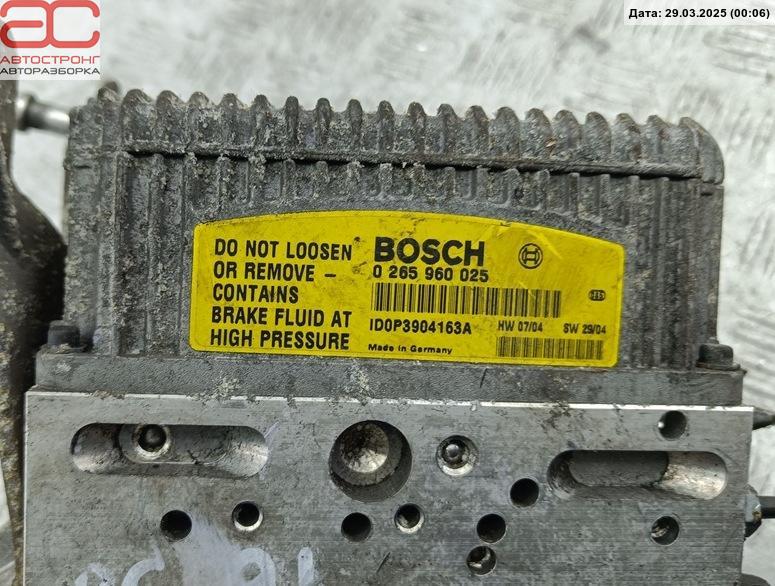 АС
АВТОСТРОНГ
АВТОРАЗБОРКА
Дата: 29.03.2025 (00:06)
DO NOT LOOSEN
OR REMOVE –
CONTAINS
BRAKE FLUID AT
HIGH PRESSURE
BOSCH
0 265 960 025
ID0P3904163A
HW 07/04 SW 29/04
Made in Germany